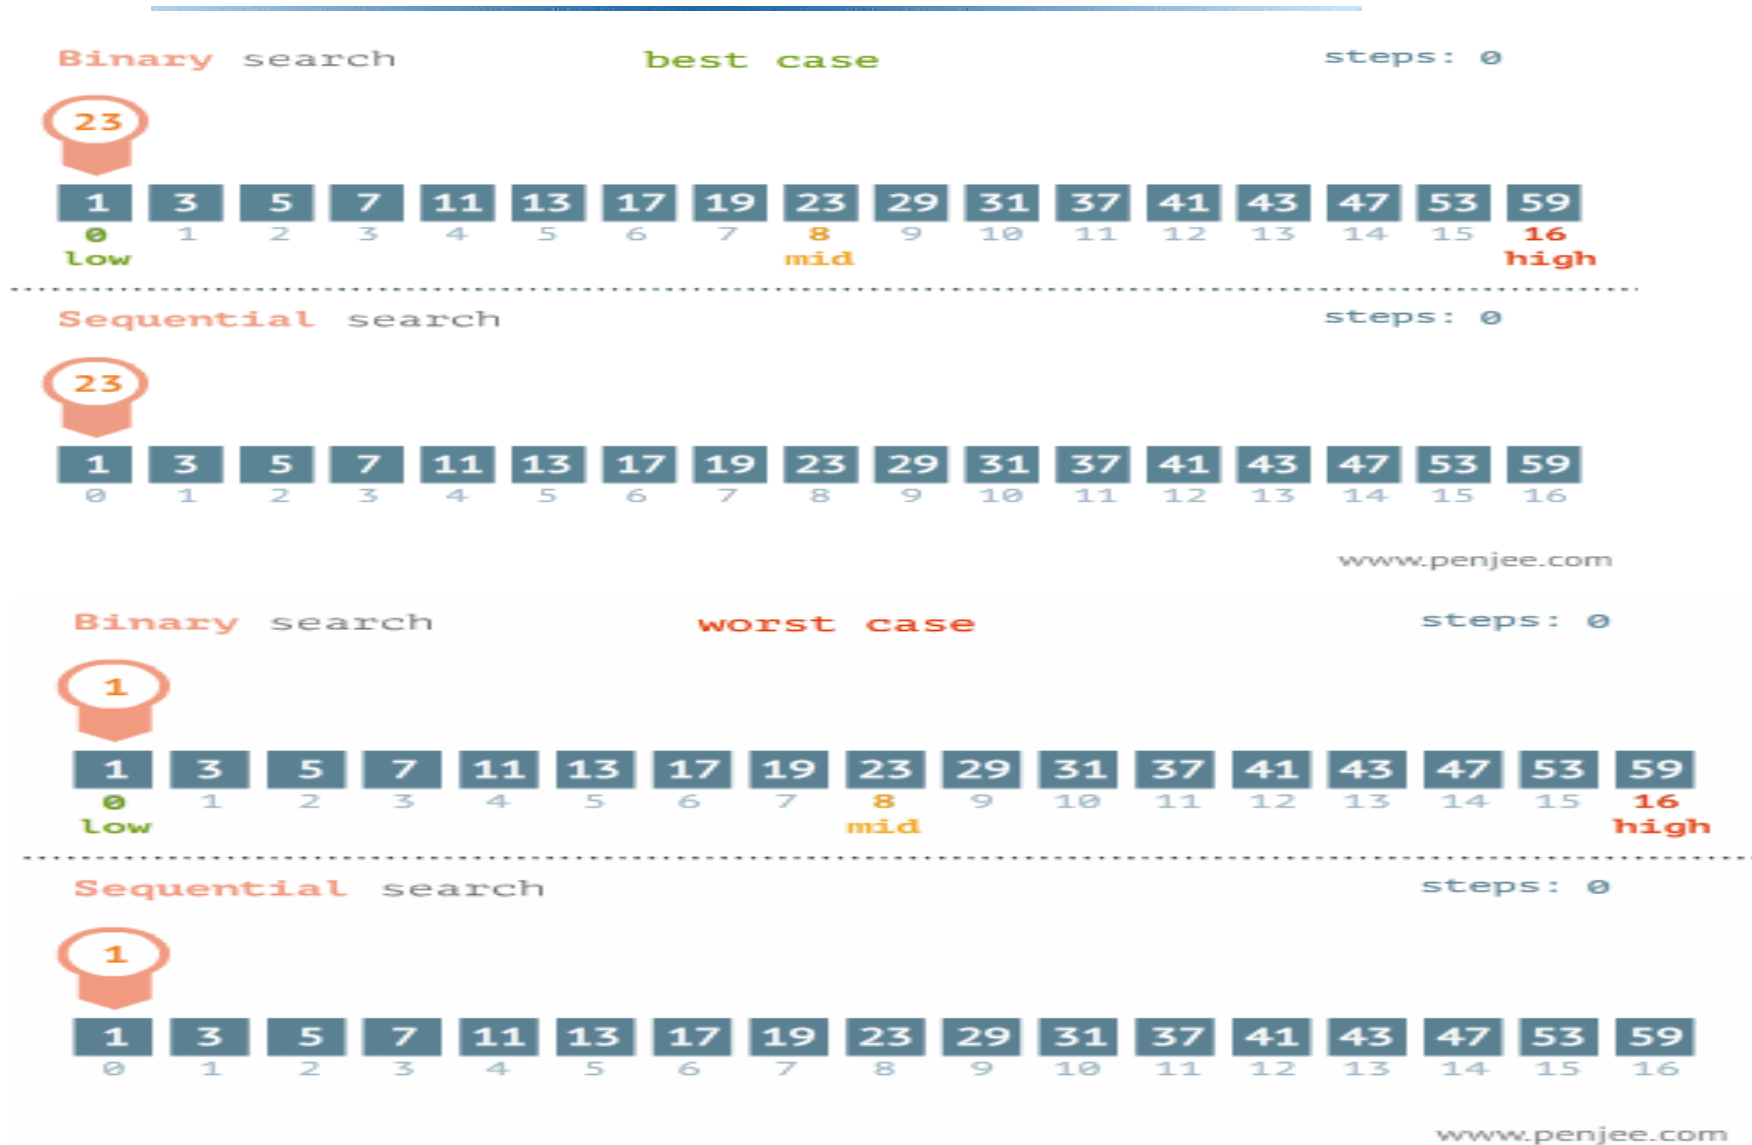 Binary search best case steps: 0
23
1 3 5 7 11 13 17 19 23 29 31 37 41 43 47 53 59
0 1 2 3 4 5 6 7 8 9 10 11 12 13 14 15 16
low mid high
Sequential search steps: 0
23
1 3 5 7 11 13 17 19 23 29 31 37 41 43 47 53 59
0 1 2 3 4 5 6 7 8 9 10 11 12 13 14 15 16
www.penjee.com
Binary search worst case steps: 0
1
1 3 5 7 11 13 17 19 23 29 31 37 41 43 47 53 59
0 1 2 3 4 5 6 7 8 9 10 11 12 13 14 15 16
low mid high
Sequential search steps: 0
1
1 3 5 7 11 13 17 19 23 29 31 37 41 43 47 53 59
0 1 2 3 4 5 6 7 8 9 10 11 12 13 14 15 16
www.penjee.com